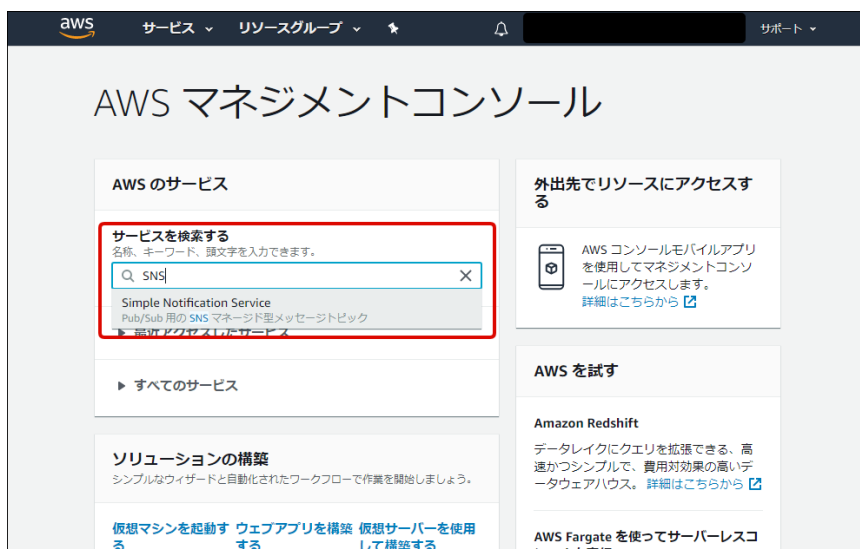 aws
サービス
リソースグループ
サポート
AWS マネジメントコンソール
AWS のサービス
サービスを検索する
名称、キーワード、頭文字を入力できます。
SNS
Simple Notification Service
Pub/Sub 用の SNS マネージド型メッセージトピック
最近アクセスしたサービス
すべてのサービス
ソリューションの構築
シンプルなウィザードと自動化されたワークフローで作業を開始しましょう。
仮想マシンを起動す
る
ウェブアプリを構築
する
仮想サーバーを使用
して構築する
外出先でリソースにアクセスす
る
AWS コンソールモバイルアプリ
を使用してマネジメントコンソ
ールにアクセスします。
詳細はこちらから
AWS を試す
Amazon Redshift
データレイクにクエリを拡張できる、高
速かつシンプルで、費用対効果の高いデ
ータウェアハウス。 詳細はこちらから
AWS Fargate を使ってサーバーレスコ